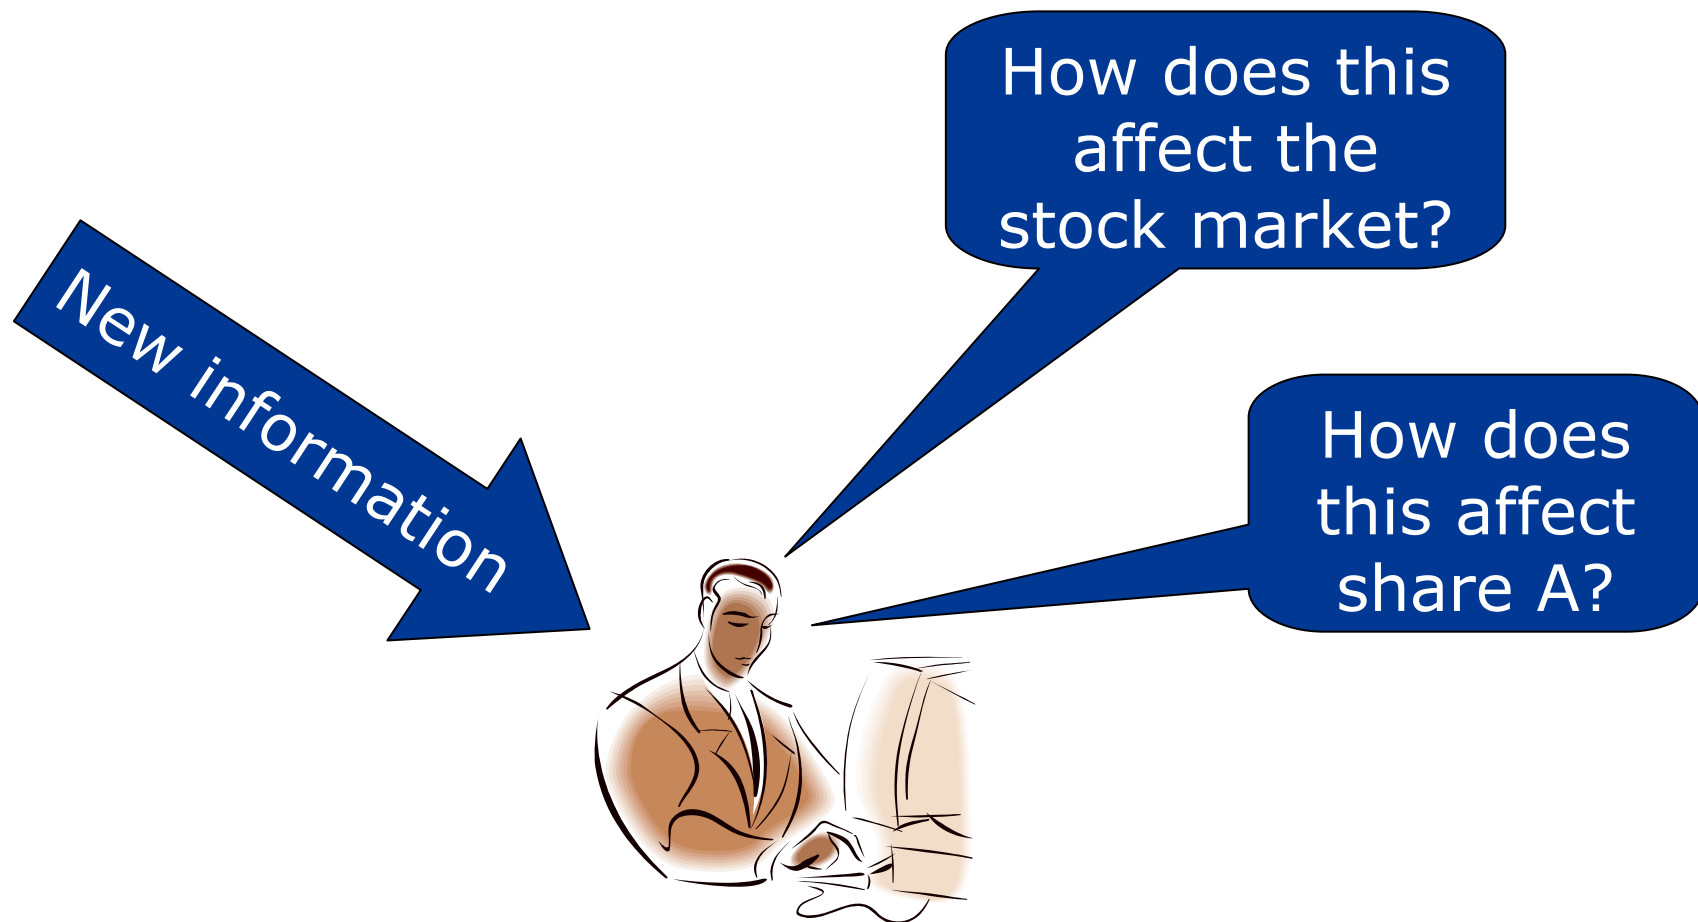 How does this
affect the
stock market?
New information
How does
this affect
share A?